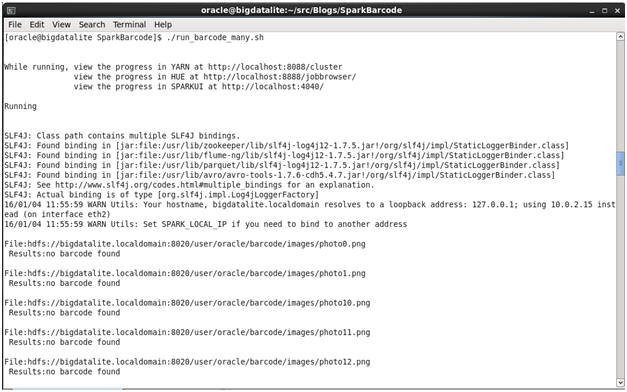 oracle@bigdatalite:~/src/Blogs/SparkBarcode
File Edit View Search Terminal Help
[oracle@bigdatalite SparkBarcode]$ ./run_barcode_many.sh
While running, view the progress in YARN at http://localhost:8088/cluster
view the progress in HUE at http://localhost:8888/jobbrowser/
view the progress in SPARKUI at http://localhost:4040/
Running
SLF4J: Class path contains multiple SLF4J bindings.
SLF4J: Found binding in [jar:file:/usr/lib/zookeeper/lib/slf4j-log4j12-1.7.5.jar!/org/slf4j/impl/StaticLoggerBinder.class]
SLF4J: Found binding in [jar:file:/usr/lib/flume-ng/lib/slf4j-log4j12-1.7.5.jar!/org/slf4j/impl/StaticLoggerBinder.class]
SLF4J: Found binding in [jar:file:/usr/lib/parquet/lib/slf4j-log4j12-1.7.5.jar!/org/slf4j/impl/StaticLoggerBinder.class]
SLF4J: Found binding in [jar:file:/usr/lib/avro/avro-tools-1.7.6-cdh5.4.7.jar!/org/slf4j/impl/StaticLoggerBinder.class]
SLF4J: See http://www.slf4j.org/codes.html#multiple_bindings for an explanation.
SLF4J: Actual binding is of type [org.slf4j.impl.Log4jLoggerFactory]
16/01/04 11:55:59 WARN Utils: Your hostname, bigdatalite.localdomain resolves to a loopback address: 127.0.0.1; using 10.0.2.15 inst
ead (on interface eth2)
16/01/04 11:55:59 WARN Utils: Set SPARK_LOCAL_IP if you need to bind to another address
File:hdfs://bigdatalite.localdomain:8020/user/oracle/barcode/images/photo0.png
Results:no barcode found
File:hdfs://bigdatalite.localdomain:8020/user/oracle/barcode/images/photo1.png
Results:no barcode found
File:hdfs://bigdatalite.localdomain:8020/user/oracle/barcode/images/photo10.png
Results:no barcode found
File:hdfs://bigdatalite.localdomain:8020/user/oracle/barcode/images/photo11.png
Results:no barcode found
File:hdfs://bigdatalite.localdomain:8020/user/oracle/barcode/images/photo12.png
Results:no barcode found